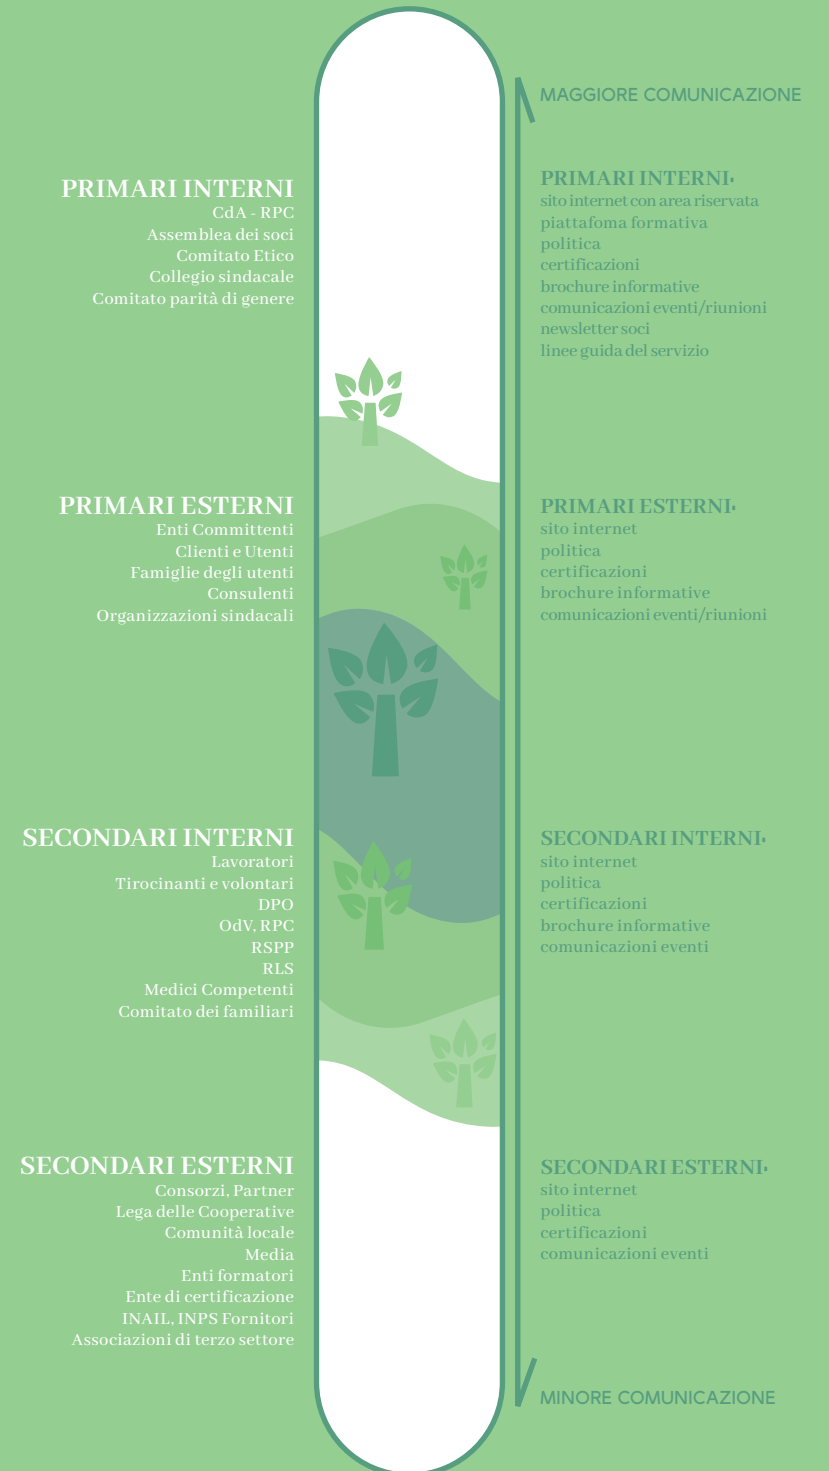 MAGGIORE COMUNICAZIONE
PRIMARI INTERNI
CdA - RPC
Assemblea dei soci
Comitato Etico
Collegio sindacale
Comitato parità di genere
PRIMARI INTERNI:
sito internet con area riservata
piattafoma formativa
politica
certificazioni
brochure informative
comunicazioni eventi/riunioni
newsletter soci
linee guida del servizio
PRIMARI ESTERNI
Enti Committenti
Clienti e Utenti
Famiglie degli utenti
Consulenti
Organizzazioni sindacali
PRIMARI ESTERNI:
sito internet
politica
certificazioni
brochure informative
comunicazioni eventi/riunioni
SECONDARI INTERNI
Lavoratori
Tirocinanti e volontari
DPO
OdV, RPC
RSPP
RLS
Medici Competenti
Comitato dei familiari
SECONDARI INTERNI:
sito internet
politica
certificazioni
brochure informative
comunicazioni eventi
SECONDARI ESTERNI
Consorzi, Partner
Lega delle Cooperative
Comunità locale
Media
Enti formatori
Ente di certificazione
INAIL, INPS Fornitori
Associazioni di terzo settore
SECONDARI ESTERNI:
sito internet
politica
certificazioni
comunicazioni eventi
MINORE COMUNICAZIONE